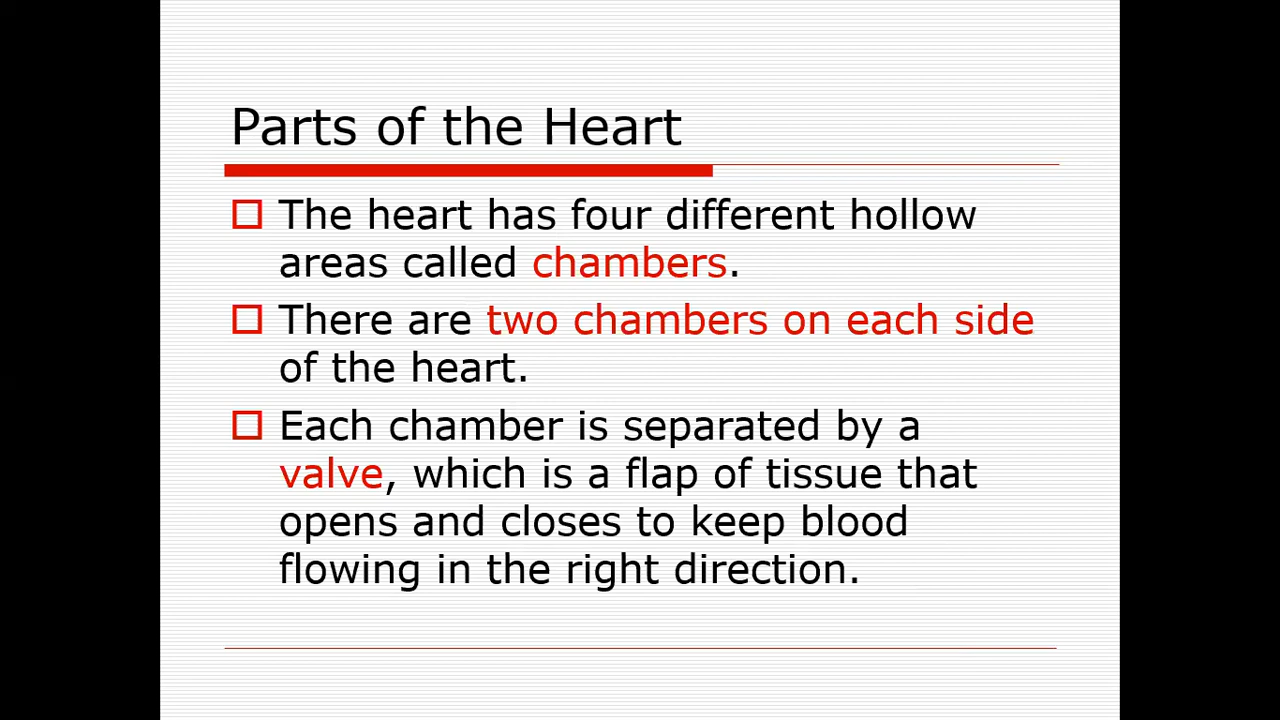 Parts of the Heart
The heart has four different hollow
areas called chambers.
There are two chambers on each side
of the heart.
Each chamber is separated by a
valve, which is a flap of tissue that
opens and closes to keep blood
flowing in the right direction.